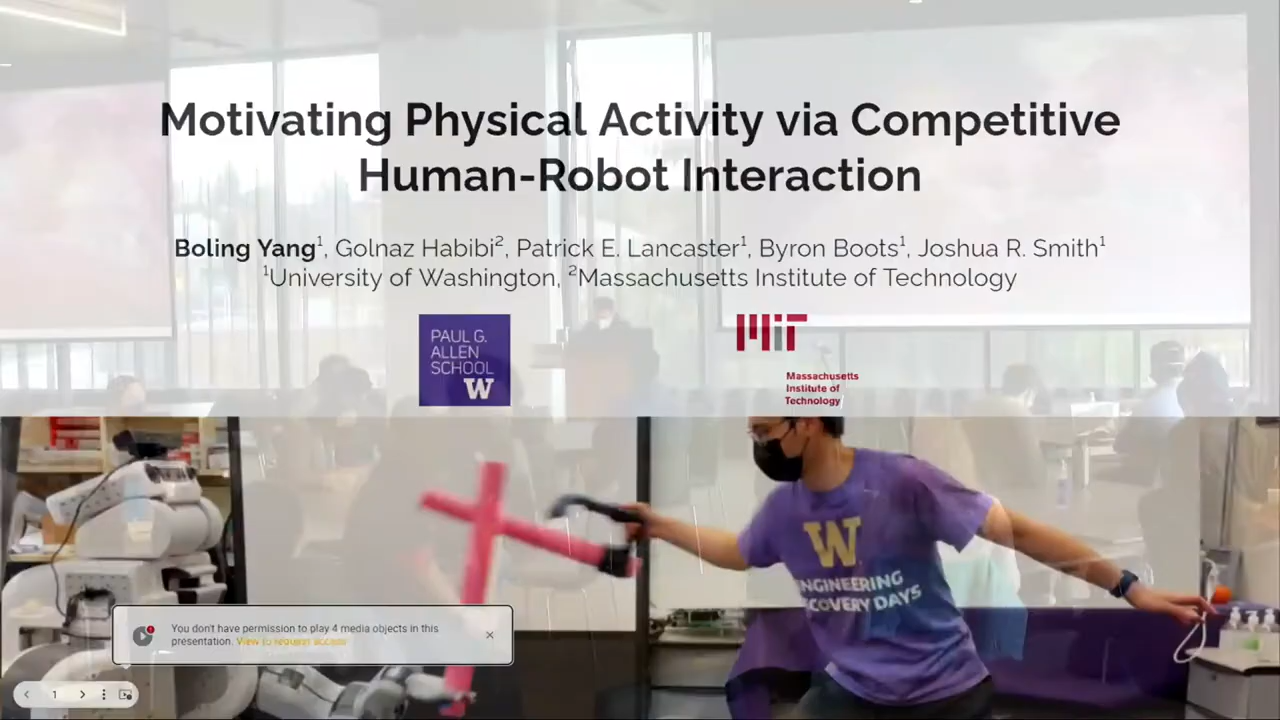 Motivating Physical Activity via Competitive
Human-Robot Interaction
Boling Yang1, Golnaz Habibi2, Patrick E. Lancaster1, Byron Boots1, Joshua R. Smith1
1University of Washington, 2Massachusetts Institute of Technology
PAUL G.
ALLEN
SCHOOL
W
MIT
Massachusetts
Institute of
Technology
W
ENGINEERING
DISCOVERY DAYS
You don't have permission to play 4 media objects in this
presentation. View to request access
1